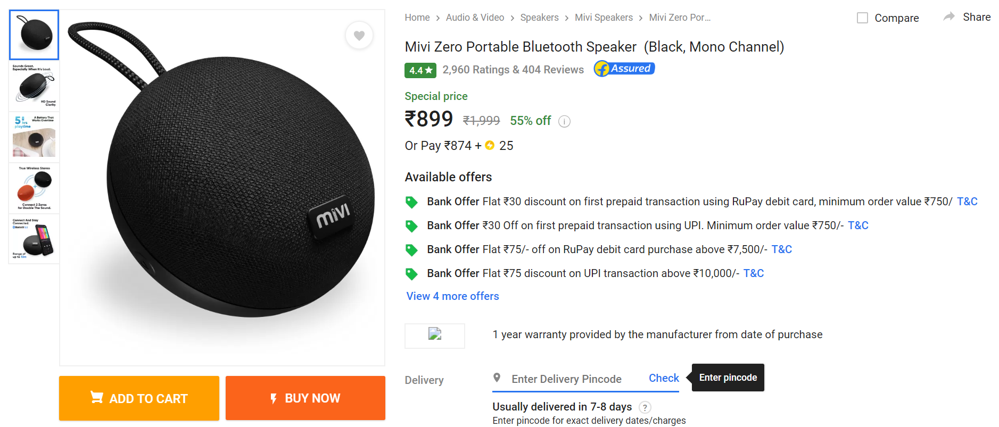 Sounds Great.
Especially When It's Loud.
HD Sound
Clarity
5 hrs
playtime
A Battery That
Works Overtime
True Wireless Stereo
Connect 2 Zeros
for Double The Sound.
Connect And Stay
Connected.
Bluetooth 5.0
Range of
up to 10m
mivi
ADD TO CART
BUY NOW
Home > Audio & Video > Speakers > Mivi Speakers > Mivi Zero Por...
Compare
Share
Mivi Zero Portable Bluetooth Speaker (Black, Mono Channel)
4.4★ 2,960 Ratings & 404 Reviews f Assured
Special price
₹899 ₹1,999 55% off i
Or Pay ₹874 + 25
Available offers
Bank Offer Flat ₹30 discount on first prepaid transaction using RuPay debit card, minimum order value ₹750/ T&C
Bank Offer ₹30 Off on first prepaid transaction using UPI. Minimum order value ₹750/- T&C
Bank Offer Flat ₹75/- off on RuPay debit card purchase above ₹7,500/- T&C
Bank Offer Flat ₹75 discount on UPI transaction above ₹10,000/- T&C
View 4 more offers
1 year warranty provided by the manufacturer from date of purchase
Delivery
Enter Delivery Pincode Check
Enter pincode
Usually delivered in 7-8 days ?
Enter pincode for exact delivery dates/charges